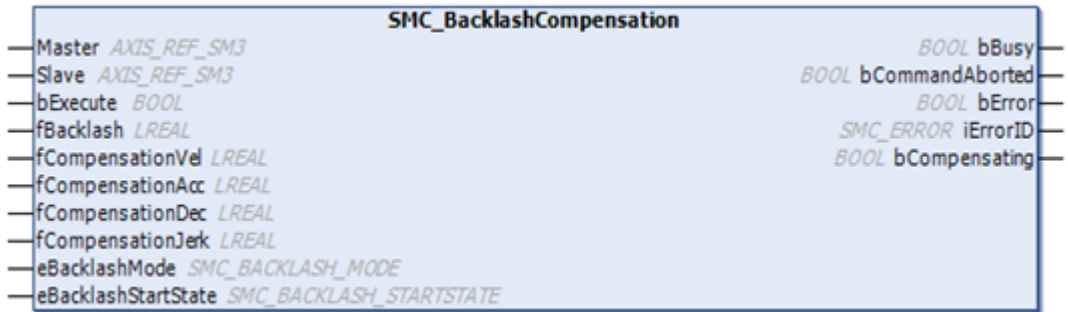 SMC_BacklashCompensation
Master AXIS_REF_SM3 BOOL bBusy
Slave AXIS_REF_SM3 BOOL bCommandAborted
bExecute BOOL BOOL bError
fBacklash LREAL SMC_ERROR iErrorID
fCompensationVel LREAL BOOL bCompensating
fCompensationAcc LREAL
fCompensationDec LREAL
fCompensationJerk LREAL
eBacklashMode SMC_BACKLASH_MODE
eBacklashStartState SMC_BACKLASH_STARTSTATE